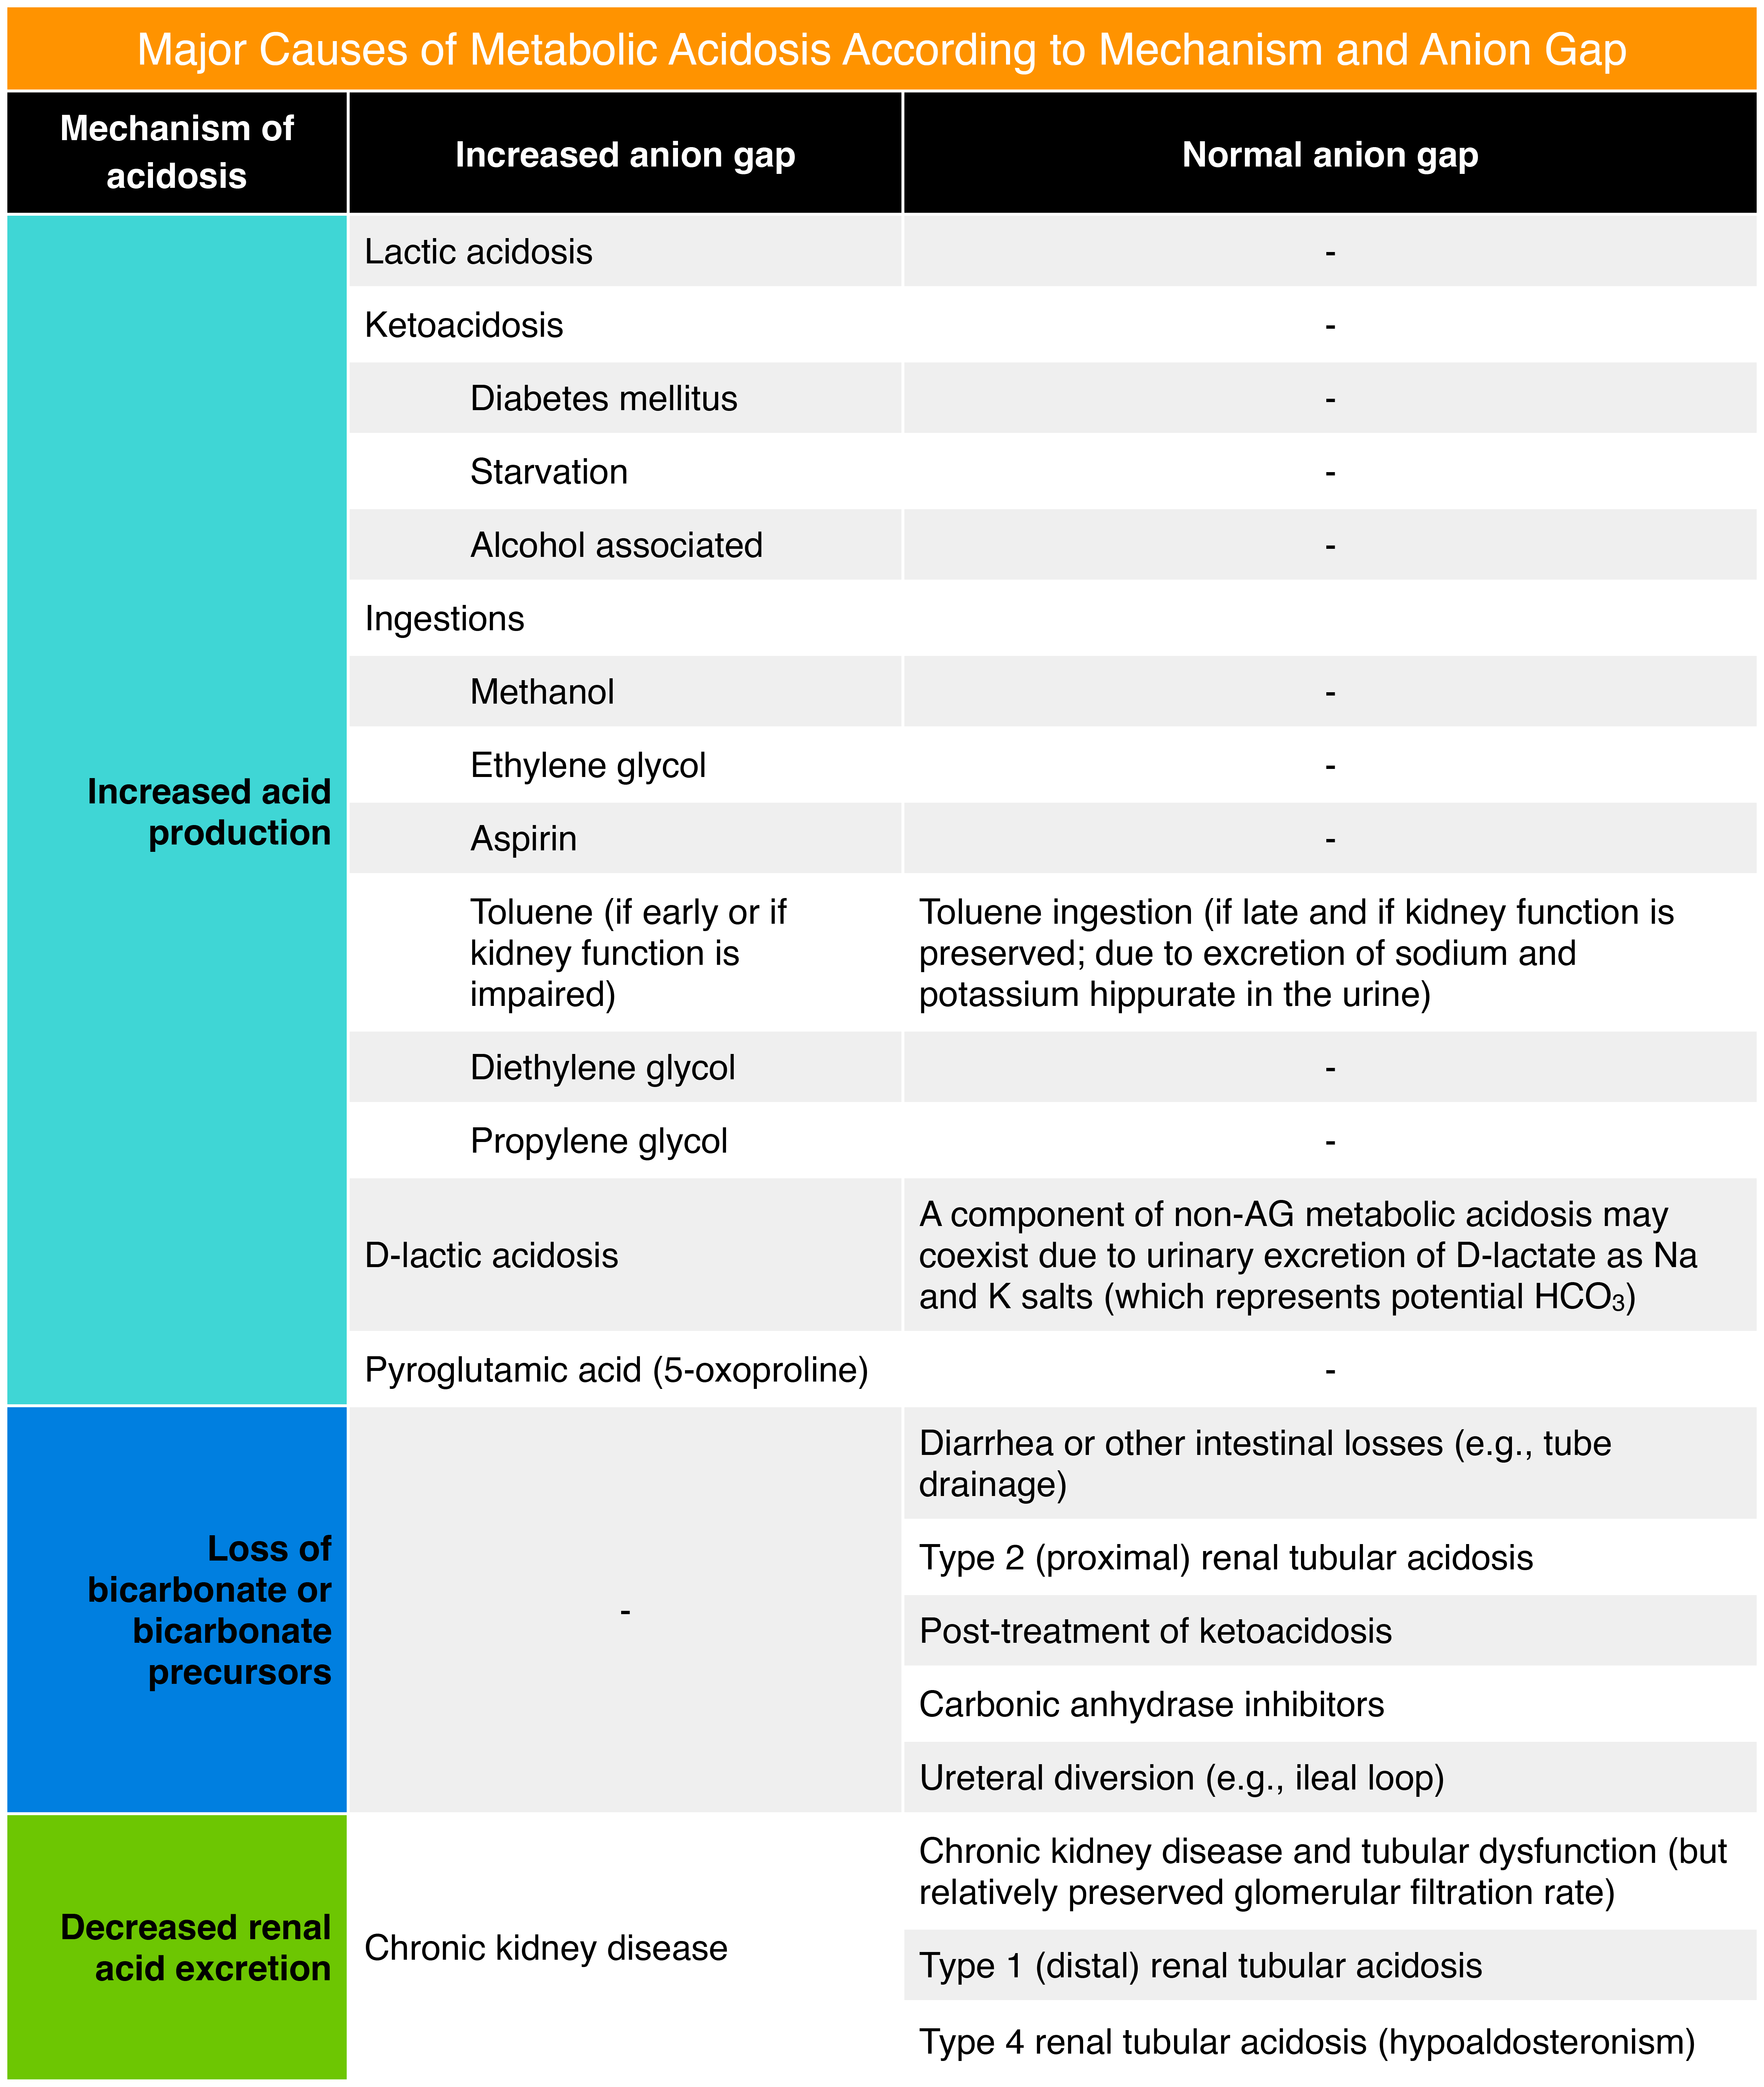 Major Causes of Metabolic Acidosis According to Mechanism and Anion Gap
Mechanism of
acidosis
Increased anion gap
Normal anion gap
Increased acid
production
Lactic acidosis
-
Ketoacidosis
-
Diabetes mellitus
-
Starvation
-
Alcohol associated
-
Ingestions
Methanol
-
Ethylene glycol
-
Aspirin
-
Toluene (if early or if
kidney function is
impaired)
Toluene ingestion (if late and if kidney function is
preserved; due to excretion of sodium and
potassium hippurate in the urine)
Diethylene glycol
-
Propylene glycol
-
D-lactic acidosis
A component of non-AG metabolic acidosis may
coexist due to urinary excretion of D-lactate as Na
and K salts (which represents potential HCO₃)
Pyroglutamic acid (5-oxoproline)
-
Loss of
bicarbonate or
bicarbonate
precursors
-
Diarrhea or other intestinal losses (e.g., tube
drainage)
Type 2 (proximal) renal tubular acidosis
Post-treatment of ketoacidosis
Carbonic anhydrase inhibitors
Ureteral diversion (e.g., ileal loop)
Decreased renal
acid excretion
Chronic kidney disease
Chronic kidney disease and tubular dysfunction (but
relatively preserved glomerular filtration rate)
Type 1 (distal) renal tubular acidosis
Type 4 renal tubular acidosis (hypoaldosteronism)